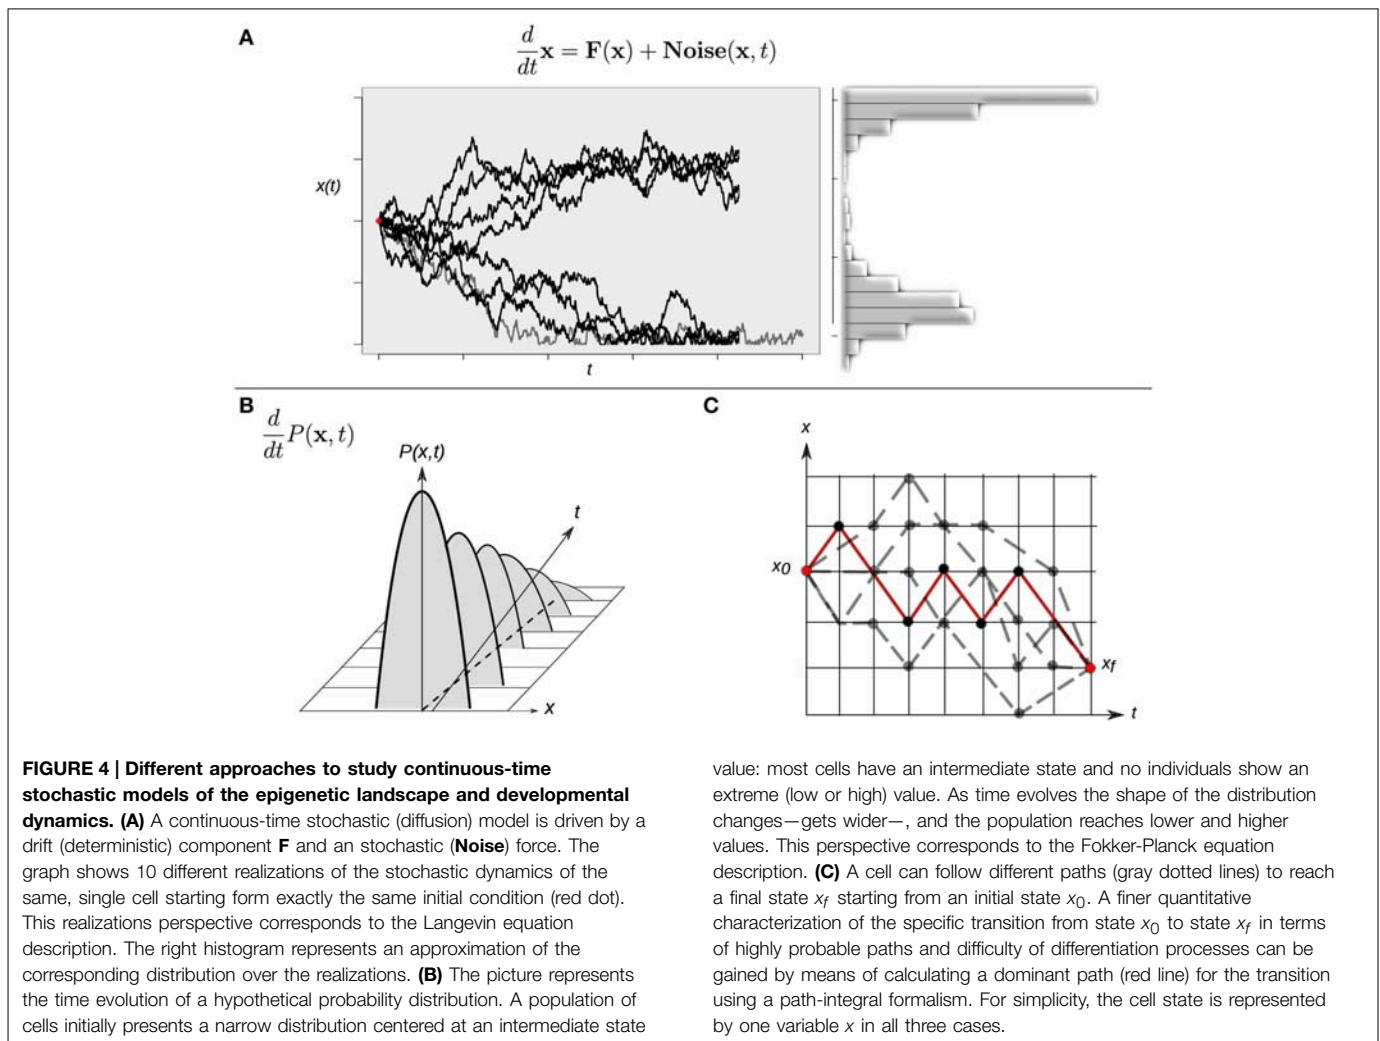 A
d/dt x = F(x) + Noise(x, t)
x(t)
t
B
d/dt P(x, t)
P(x,t)
t
x
C
x
x0
xf
t
FIGURE 4 | Different approaches to study continuous-time
stochastic models of the epigenetic landscape and developmental
dynamics. (A) A continuous-time stochastic (diffusion) model is driven by a
drift (deterministic) component F and an stochastic (Noise) force. The
graph shows 10 different realizations of the stochastic dynamics of the
same, single cell starting form exactly the same initial condition (red dot).
This realizations perspective corresponds to the Langevin equation
description. The right histogram represents an approximation of the
corresponding distribution over the realizations. (B) The picture represents
the time evolution of a hypothetical probability distribution. A population of
cells initially presents a narrow distribution centered at an intermediate state
value: most cells have an intermediate state and no individuals show an
extreme (low or high) value. As time evolves the shape of the distribution
changes—gets wider—, and the population reaches lower and higher
values. This perspective corresponds to the Fokker-Planck equation
description. (C) A cell can follow different paths (gray dotted lines) to reach
a final state xf starting from an initial state x0. A finer quantitative
characterization of the specific transition from state x0 to state xf in terms
of highly probable paths and difficulty of differentiation processes can be
gained by means of calculating a dominant path (red line) for the transition
using a path-integral formalism. For simplicity, the cell state is represented
by one variable x in all three cases.